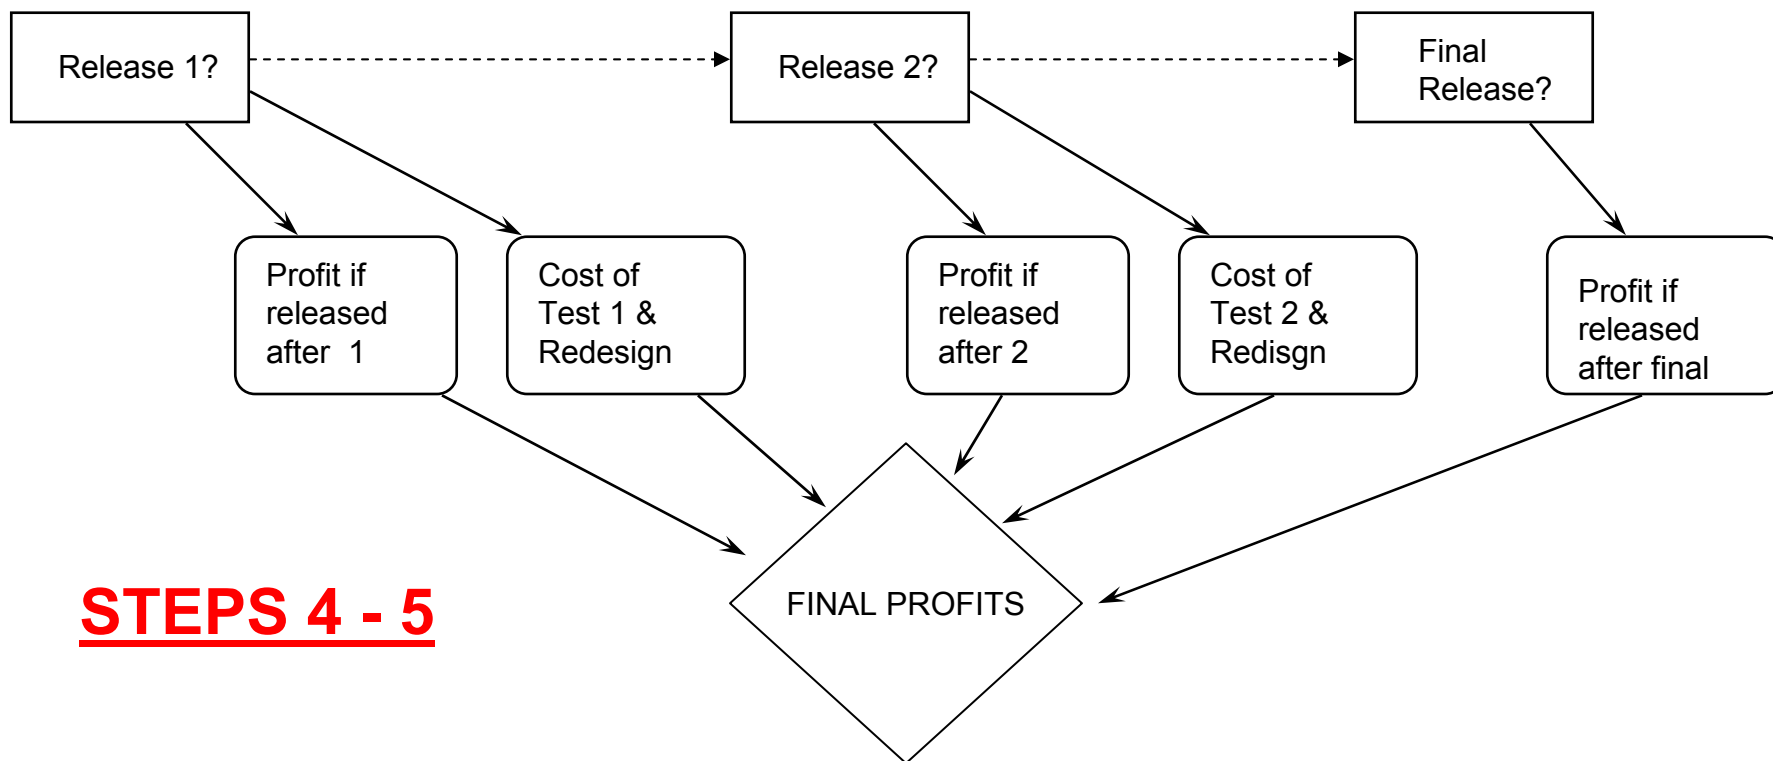 Release 1?
Release 2?
Final
Release?
Profit if
released
after 1
Cost of
Test 1 &
Redesign
Profit if
released
after 2
Cost of
Test 2 &
Redisgn
Profit if
released
after final
FINAL PROFITS
STEPS 4 - 5